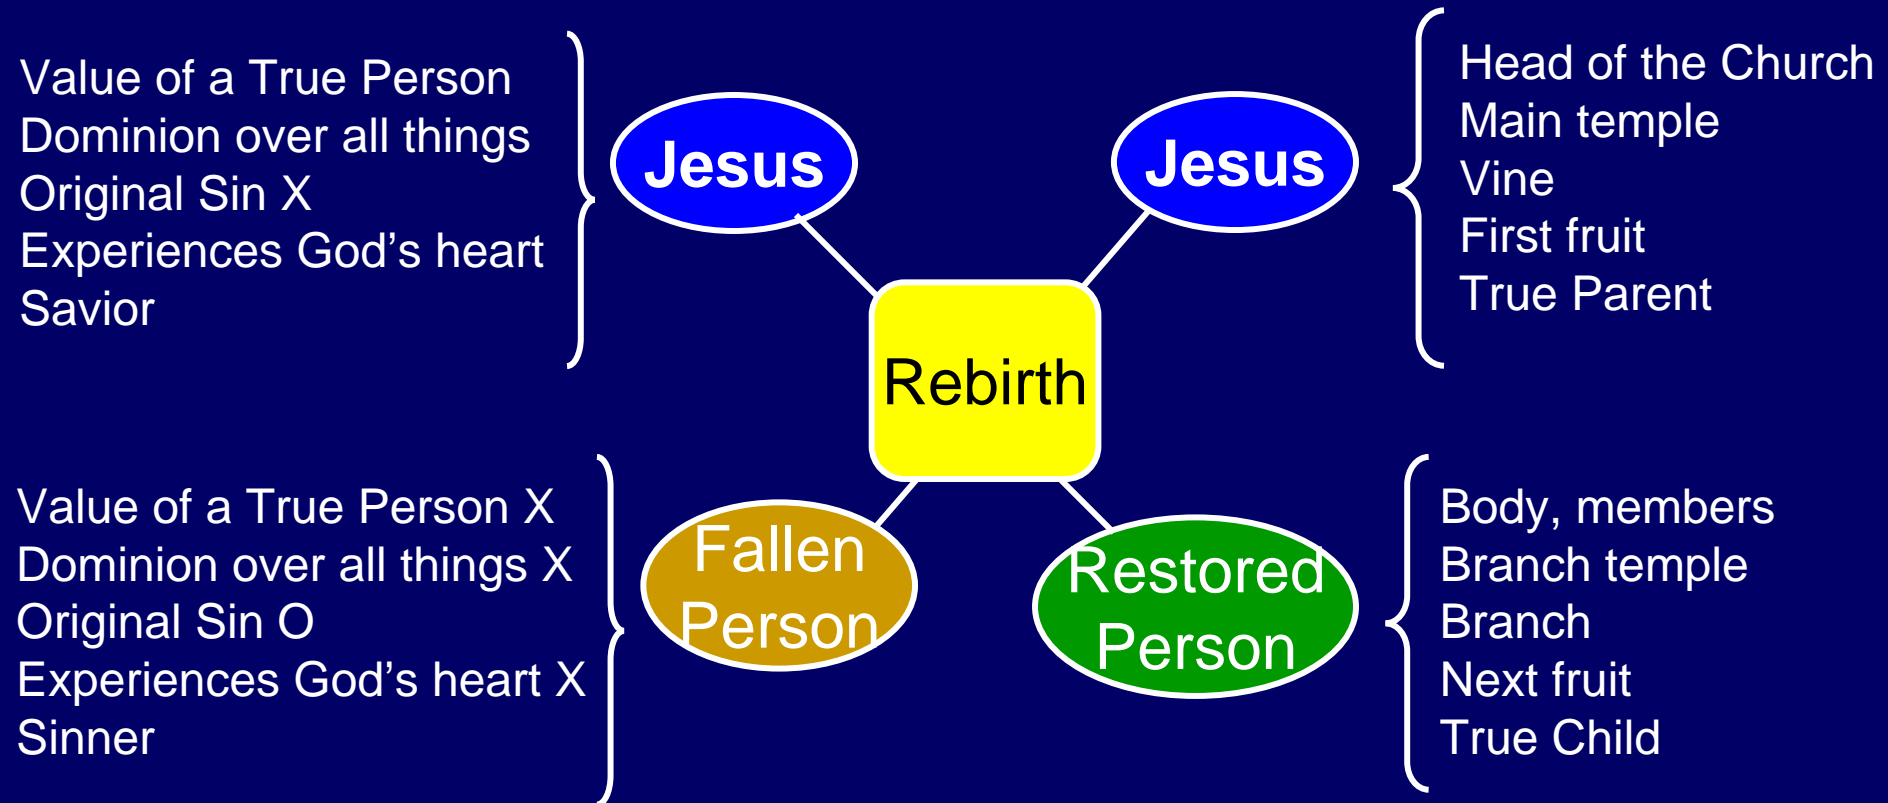 Value of a True Person
Dominion over all things
Original Sin X
Experiences God’s heart
Savior
Jesus
Jesus
Head of the Church
Main temple
Vine
First fruit
True Parent
Rebirth
Value of a True Person X
Dominion over all things X
Original Sin O
Experiences God’s heart X
Sinner
Fallen
Person
Restored
Person
Body, members
Branch temple
Branch
Next fruit
True Child